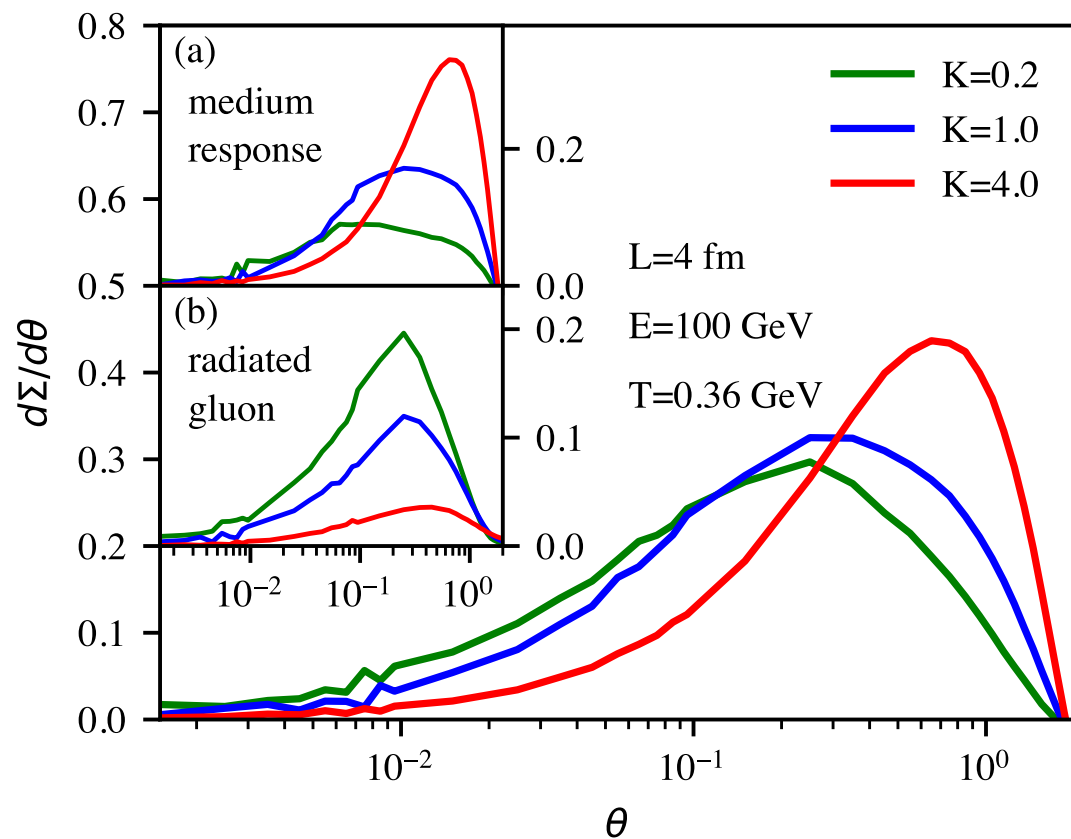 0.8
0.7
0.6
0.5
0.4
0.3
0.2
0.1
0.0
dΣ/dθ
(a)
medium
response
0.2
0.0
(b)
radiated
gluon
0.2
0.1
0.0
10⁻²
10⁻¹
10⁰
K=0.2
K=1.0
K=4.0
L=4 fm
E=100 GeV
T=0.36 GeV
10⁻²
10⁻¹
10⁰
θ